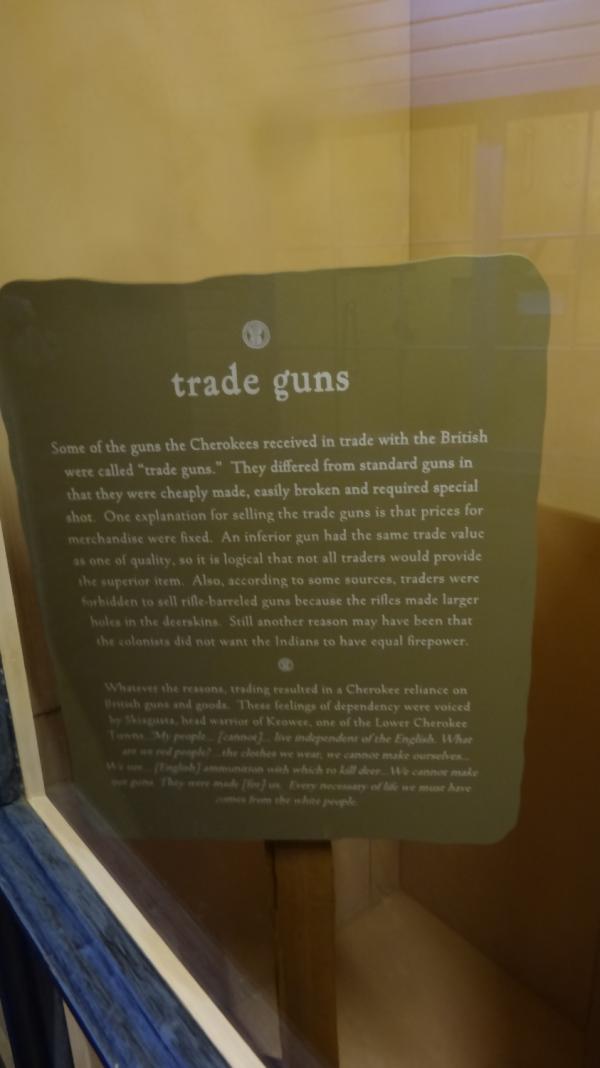 trade guns
Some of the guns the Cherokees received in trade with the British
were called "trade guns." They differed from standard guns in
that they were cheaply made, easily broken and required special
shot. One explanation for selling the trade guns is that prices for
merchandise were fixed. An inferior gun had the same trade value
as one of quality, so it is logical that not all traders would provide
the superior item. Also, according to some sources, traders were
forbidden to sell rifle-barreled guns because the rifles made larger
holes in the deerskins. Still another reason may have been that
the colonists did not want the Indians to have equal firepower.
Whatever the reasons, trading resulted in a Cherokee reliance on
British guns and goods. These feelings of dependency were voiced
by Skiagusta, head warrior of Keowee, one of the Lower Cherokee
Towns. "My people... [cannot]... live independent of the English. What
are we red people? ...the clothes we wear, we cannot make ourselves...
We use... [English] ammunition with which to kill deer... We cannot make
our guns. They were made [for] us. Every necessary of life we must have
comes from the white people.